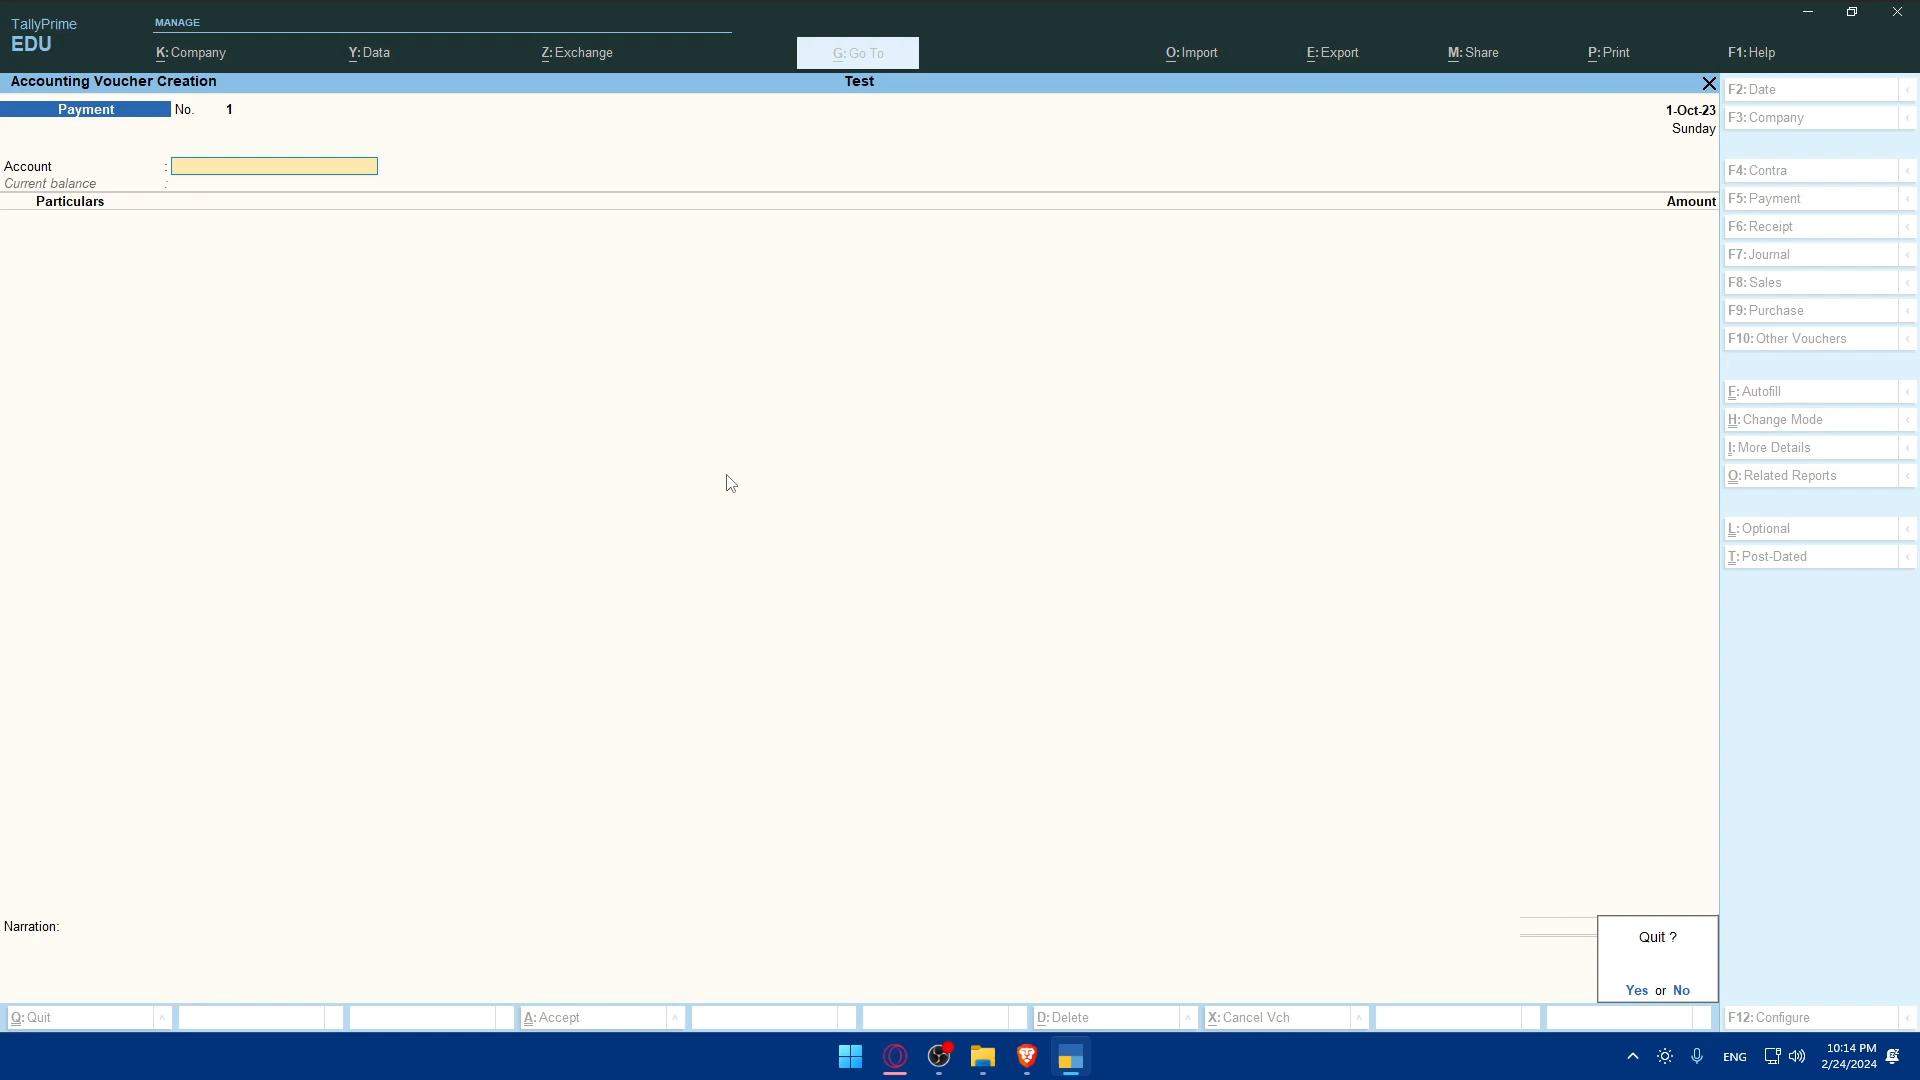 TallyPrime
EDU
MANAGE
K: Company
Y: Data
Z: Exchange
G: Go To
O: Import
E: Export
M: Share
P: Print
F1: Help
Accounting Voucher Creation
Test
Payment No. 1
1-Oct-23
Sunday
Account :
Current balance :
Particulars
Amount
F2: Date
F3: Company
F4: Contra
F5: Payment
F6: Receipt
F7: Journal
F8: Sales
F9: Purchase
F10: Other Vouchers
F: Autofill
H: Change Mode
I: More Details
O: Related Reports
L: Optional
T: Post-Dated
Narration:
Quit ?
Yes or No
Q: Quit
A: Accept
D: Delete
X: Cancel Vch
F12: Configure
ENG
10:14 PM
2/24/2024